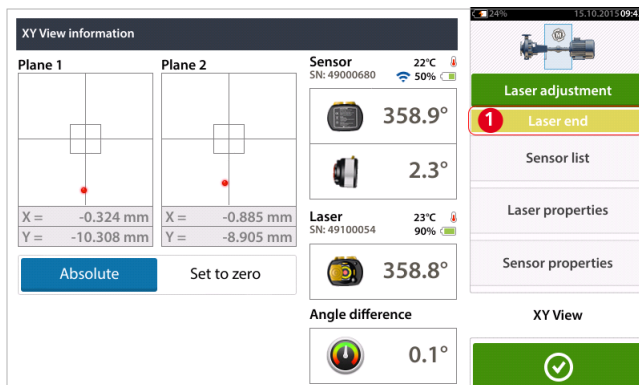 XY View information
Plane 1
Plane 2
X = -0.324 mm
Y = -10.308 mm
X = -0.885 mm
Y = -8.905 mm
Absolute
Set to zero
Sensor 22°C
SN: 49000680 50%
358.9°
2.3°
Laser 23°C
SN: 49100054 90%
358.8°
Angle difference
0.1°
24% 15.10.2015 09:4
Laser adjustment
1 Laser end
Sensor list
Laser properties
Sensor properties
XY View